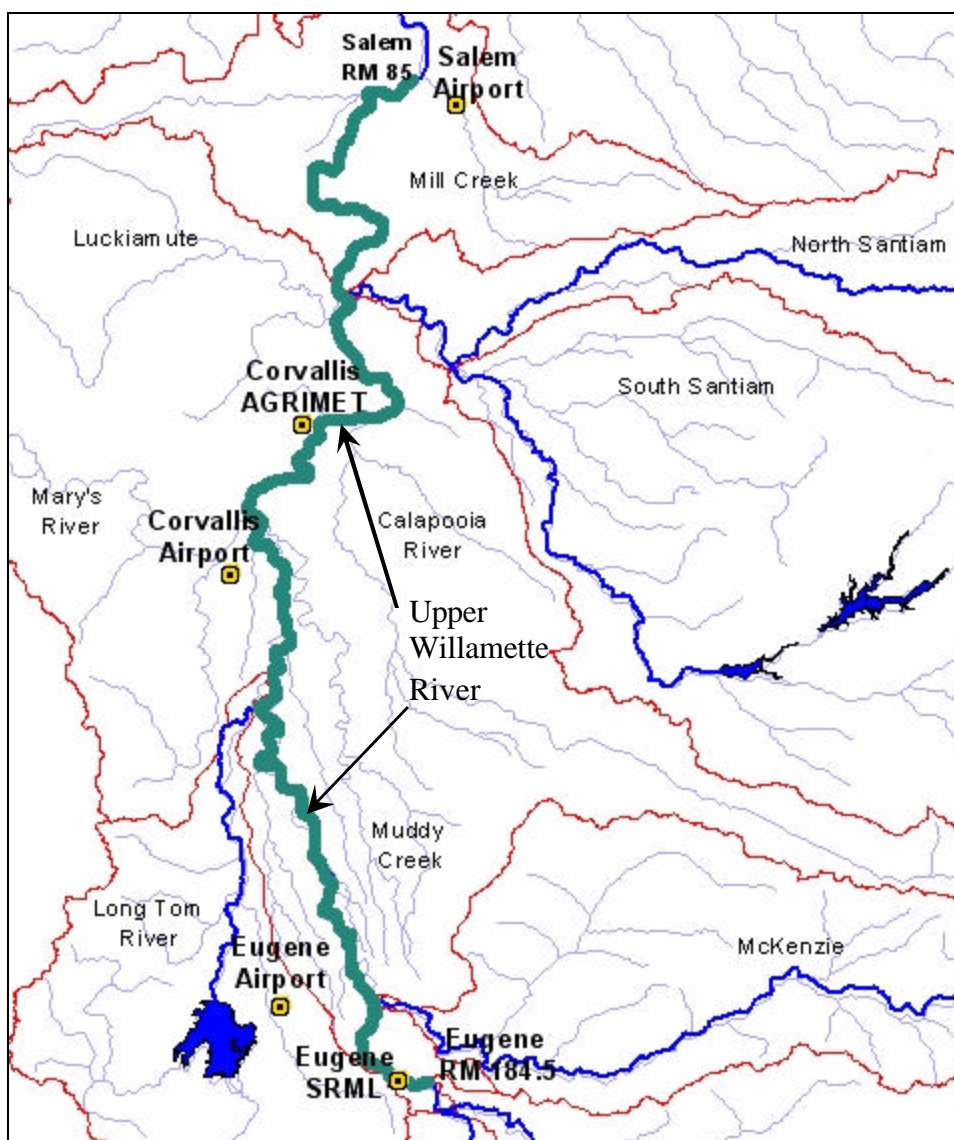 Salem
RM 85
Salem
Airport
Mill Creek
Luckiamute
North Santiam
Corvallis
AGRIMET
South Santiam
Mary's
River
Corvallis
Airport
Calapooia
River
Upper
Willamette
River
Muddy
Creek
Long Tom
River
Eugene
Airport
McKenzie
Eugene
RM 184.5
Eugene
SRML